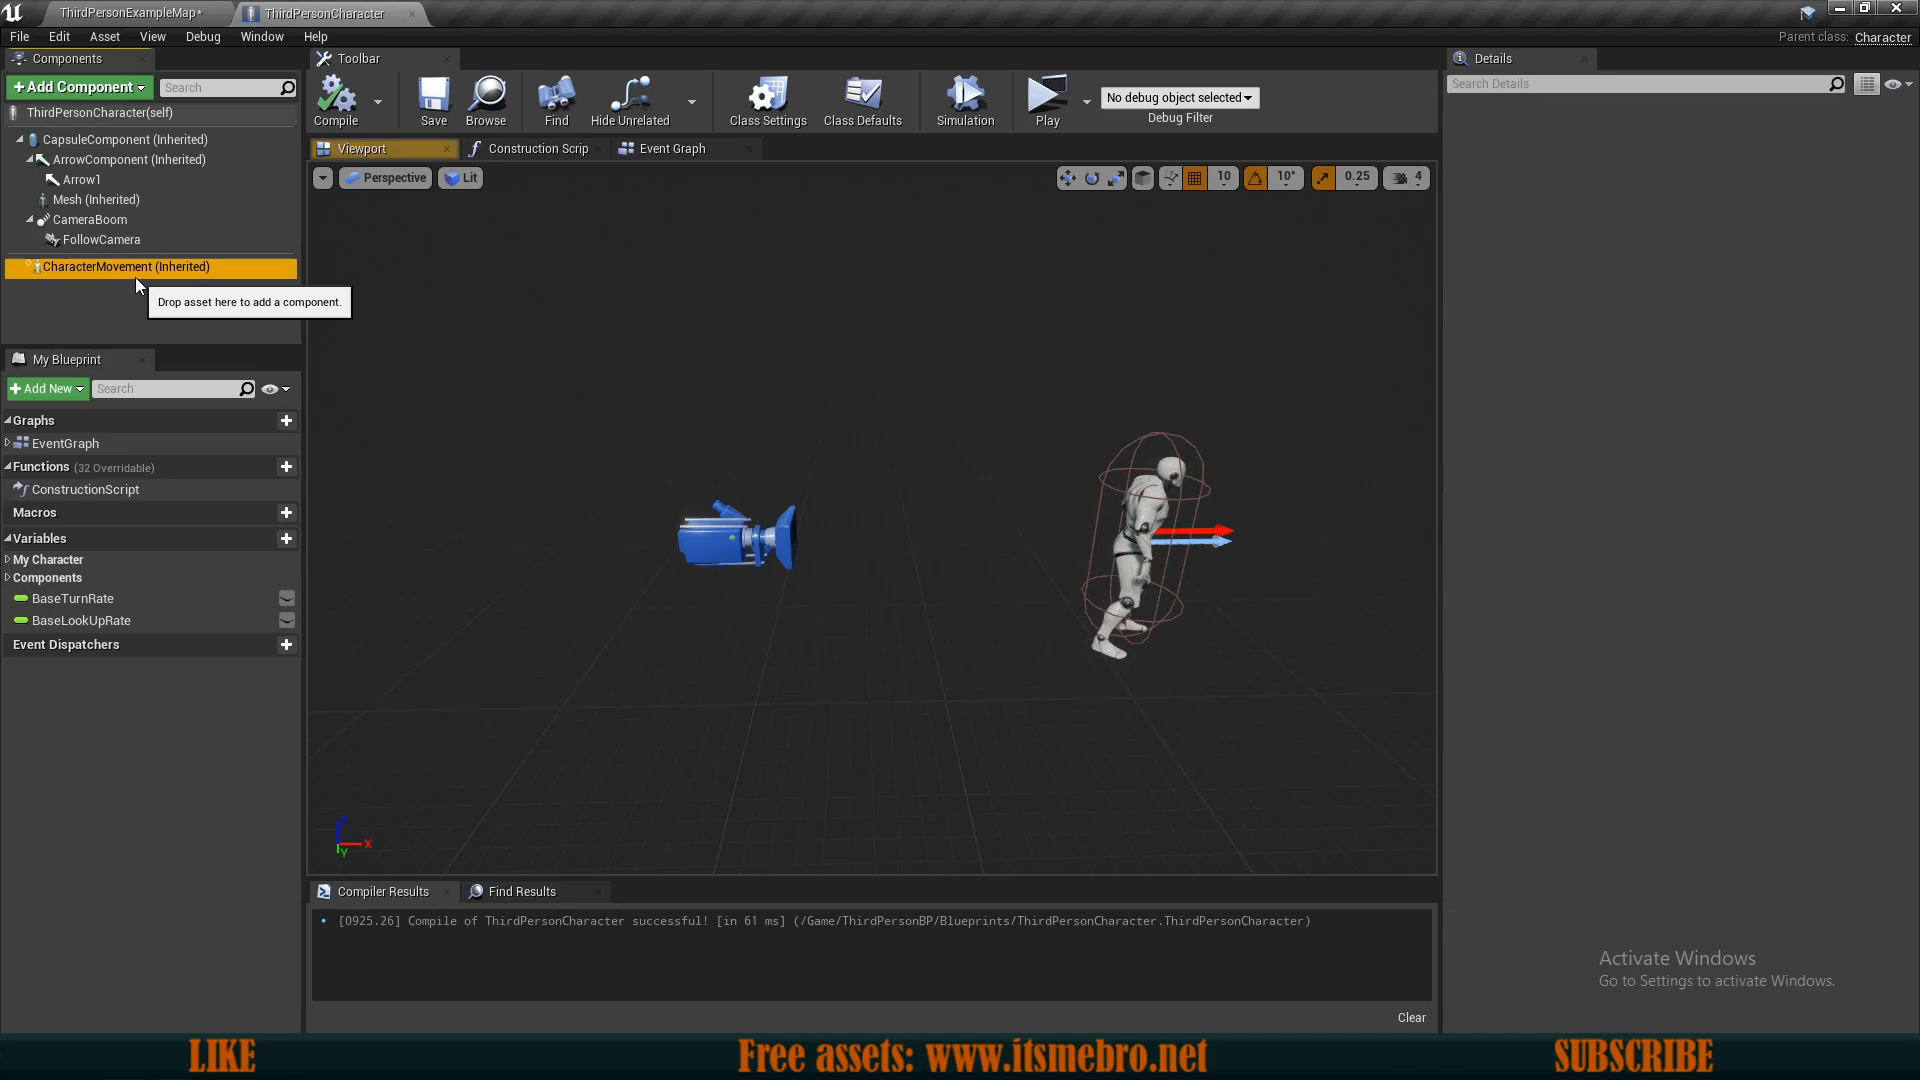 ThirdPersonExampleMap*
ThirdPersonCharacter
File Edit Asset View Debug Window Help
Parent class: Character
Components
Toolbar
Details
+Add Component
Search
Search Details
ThirdPersonCharacter(self)
CapsuleComponent (Inherited)
ArrowComponent (Inherited)
Arrow1
Mesh (Inherited)
CameraBoom
FollowCamera
CharacterMovement (Inherited)
Drop asset here to add a component.
Compile
Save
Browse
Find
Hide Unrelated
Class Settings
Class Defaults
Simulation
Play
No debug object selected
Debug Filter
Viewport
Construction Scrip
Event Graph
Perspective
Lit
10
10°
0.25
4
My Blueprint
+Add New
Search
Graphs
EventGraph
Functions (32 Overridable)
ConstructionScript
Macros
Variables
My Character
Components
BaseTurnRate
BaseLookUpRate
Event Dispatchers
Z
X
Y
Compiler Results
Find Results
[0925.26] Compile of ThirdPersonCharacter successful! [in 61 ms] (/Game/ThirdPersonBP/Blueprints/ThirdPersonCharacter.ThirdPersonCharacter)
Clear
Activate Windows
Go to Settings to activate Windows.
LIKE
Free assets: www.itsmebro.net
SUBSCRIBE